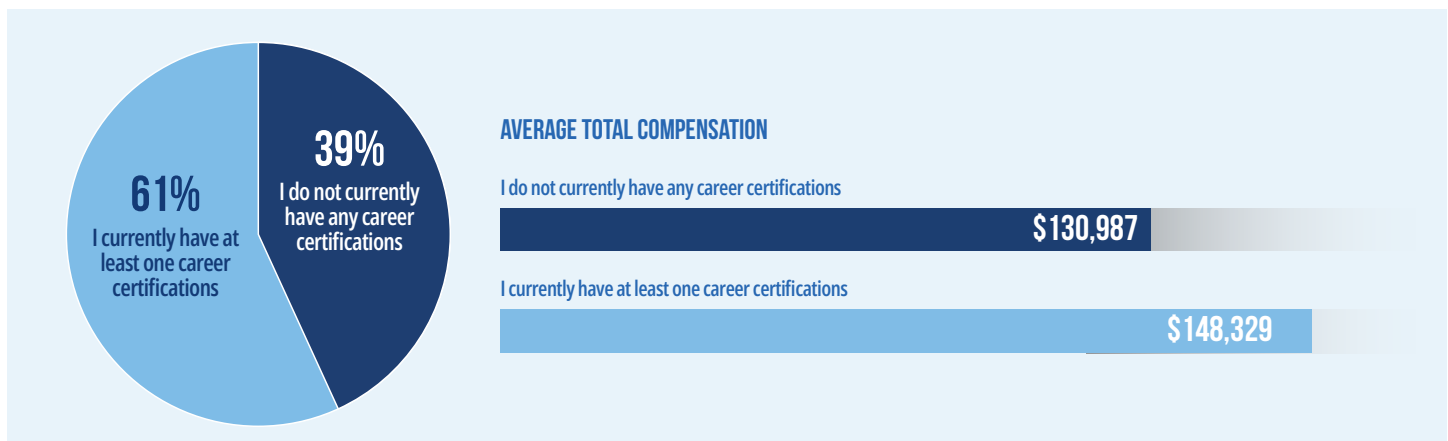 61%
I currently have at
least one career
certifications
39%
I do not currently
have any career
certifications
AVERAGE TOTAL COMPENSATION
I do not currently have any career certifications
$130,987
I currently have at least one career certifications
$148,329